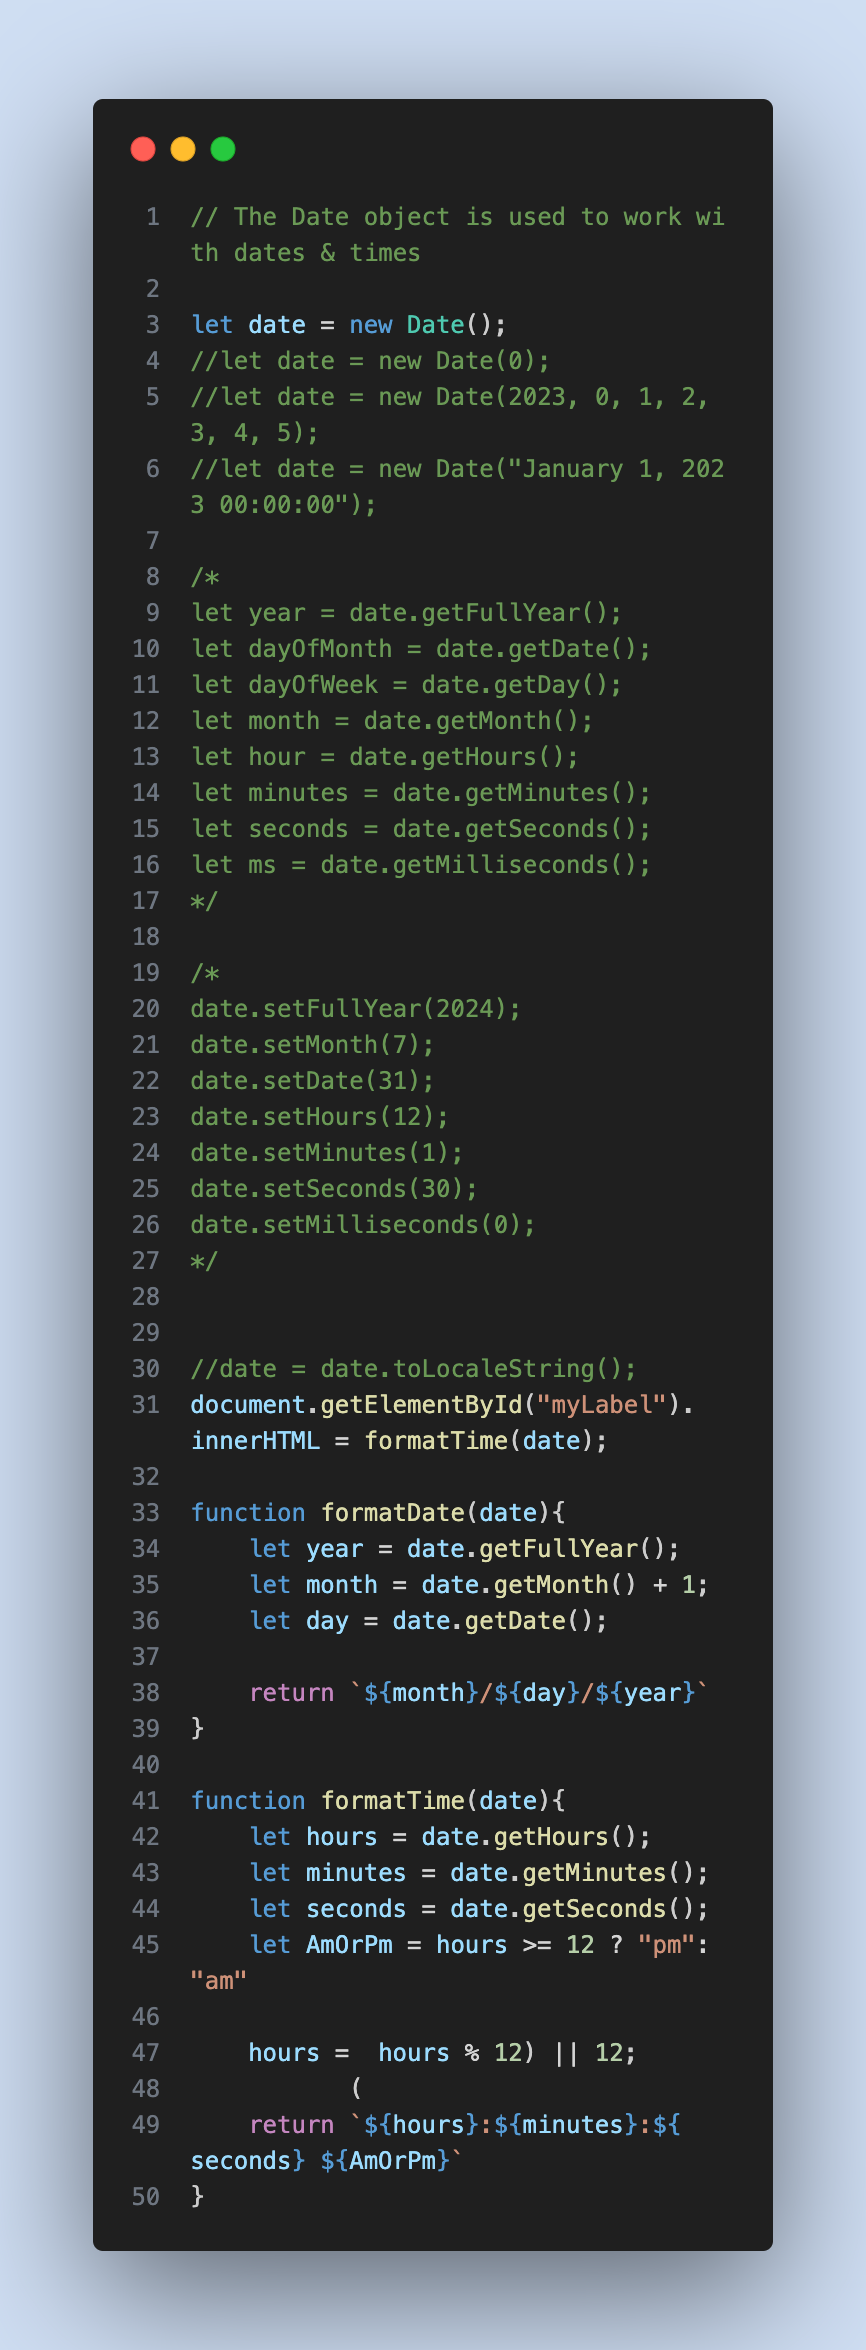 1 // The Date object is used to work wi
th dates & times
2
3 let date = new Date();
4 //let date = new Date(0);
5 //let date = new Date(2023, 0, 1, 2,
3, 4, 5);
6 //let date = new Date("January 1, 202
3 00:00:00");
7
8 /*
9 let year = date.getFullYear();
10 let dayOfMonth = date.getDate();
11 let dayOfWeek = date.getDay();
12 let month = date.getMonth();
13 let hour = date.getHours();
14 let minutes = date.getMinutes();
15 let seconds = date.getSeconds();
16 let ms = date.getMilliseconds();
17 */
18
19 /*
20 date.setFullYear(2024);
21 date.setMonth(7);
22 date.setDate(31);
23 date.setHours(12);
24 date.setMinutes(1);
25 date.setSeconds(30);
26 date.setMilliseconds(0);
27 */
28
29
30 //date = date.toLocaleString();
31 document.getElementById("myLabel").
innerHTML = formatTime(date);
32
33 function formatDate(date){
34     let year = date.getFullYear();
35     let month = date.getMonth() + 1;
36     let day = date.getDate();
37
38     return `${month}/${day}/${year}`
39 }
40
41 function formatTime(date){
42     let hours = date.getHours();
43     let minutes = date.getMinutes();
44     let seconds = date.getSeconds();
45     let AmOrPm = hours >= 12 ? "pm":
"am"
46
47     hours =  hours % 12) || 12;
48            (
49     return `${hours}:${minutes}:${
seconds} ${AmOrPm}`
50 }